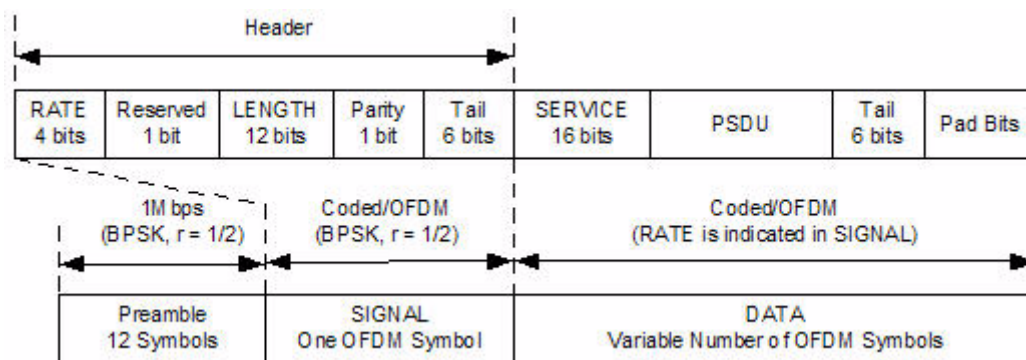 Header
RATE Reserved LENGTH Parity Tail SERVICE PSDU Tail Pad Bits
4 bits 1 bit 12 bits 1 bit 6 bits 16 bits 6 bits
1Mbps Coded/OFDM Coded/OFDM
(BPSK, r = 1/2) (BPSK, r = 1/2) (RATE is indicated in SIGNAL)
Preamble SIGNAL DATA
12 Symbols One OFDM Symbol Variable Number of OFDM Symbols